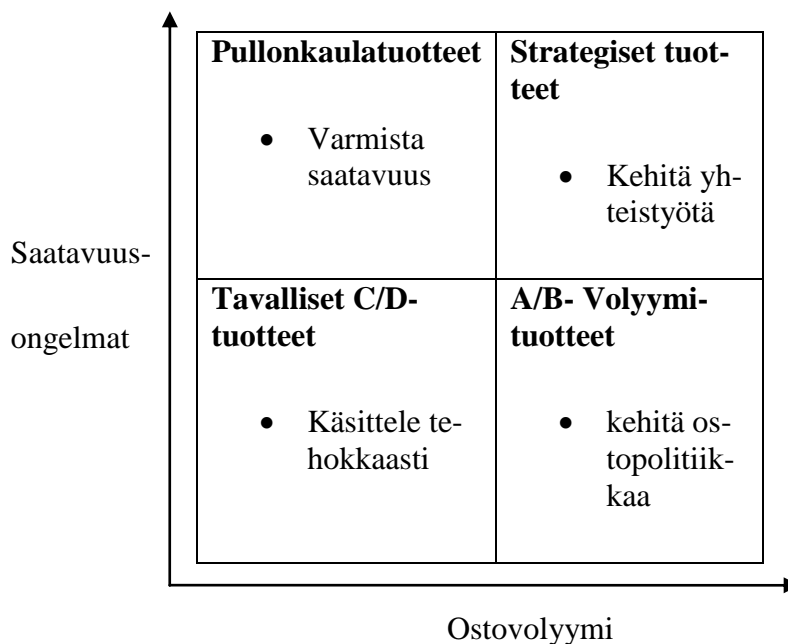 Pullonkaulatuotteet
• Varmista
saatavuus
Strategiset tuot-
teet
• Kehitä yh-
teistyötä
Saatavuus-
ongelmat
Tavalliset C/D-
tuotteet
• Käsittele te-
hokkaasti
A/B- Volyymi-
tuotteet
• kehitä os-
topolitiik-
kaa
Ostovolyymi